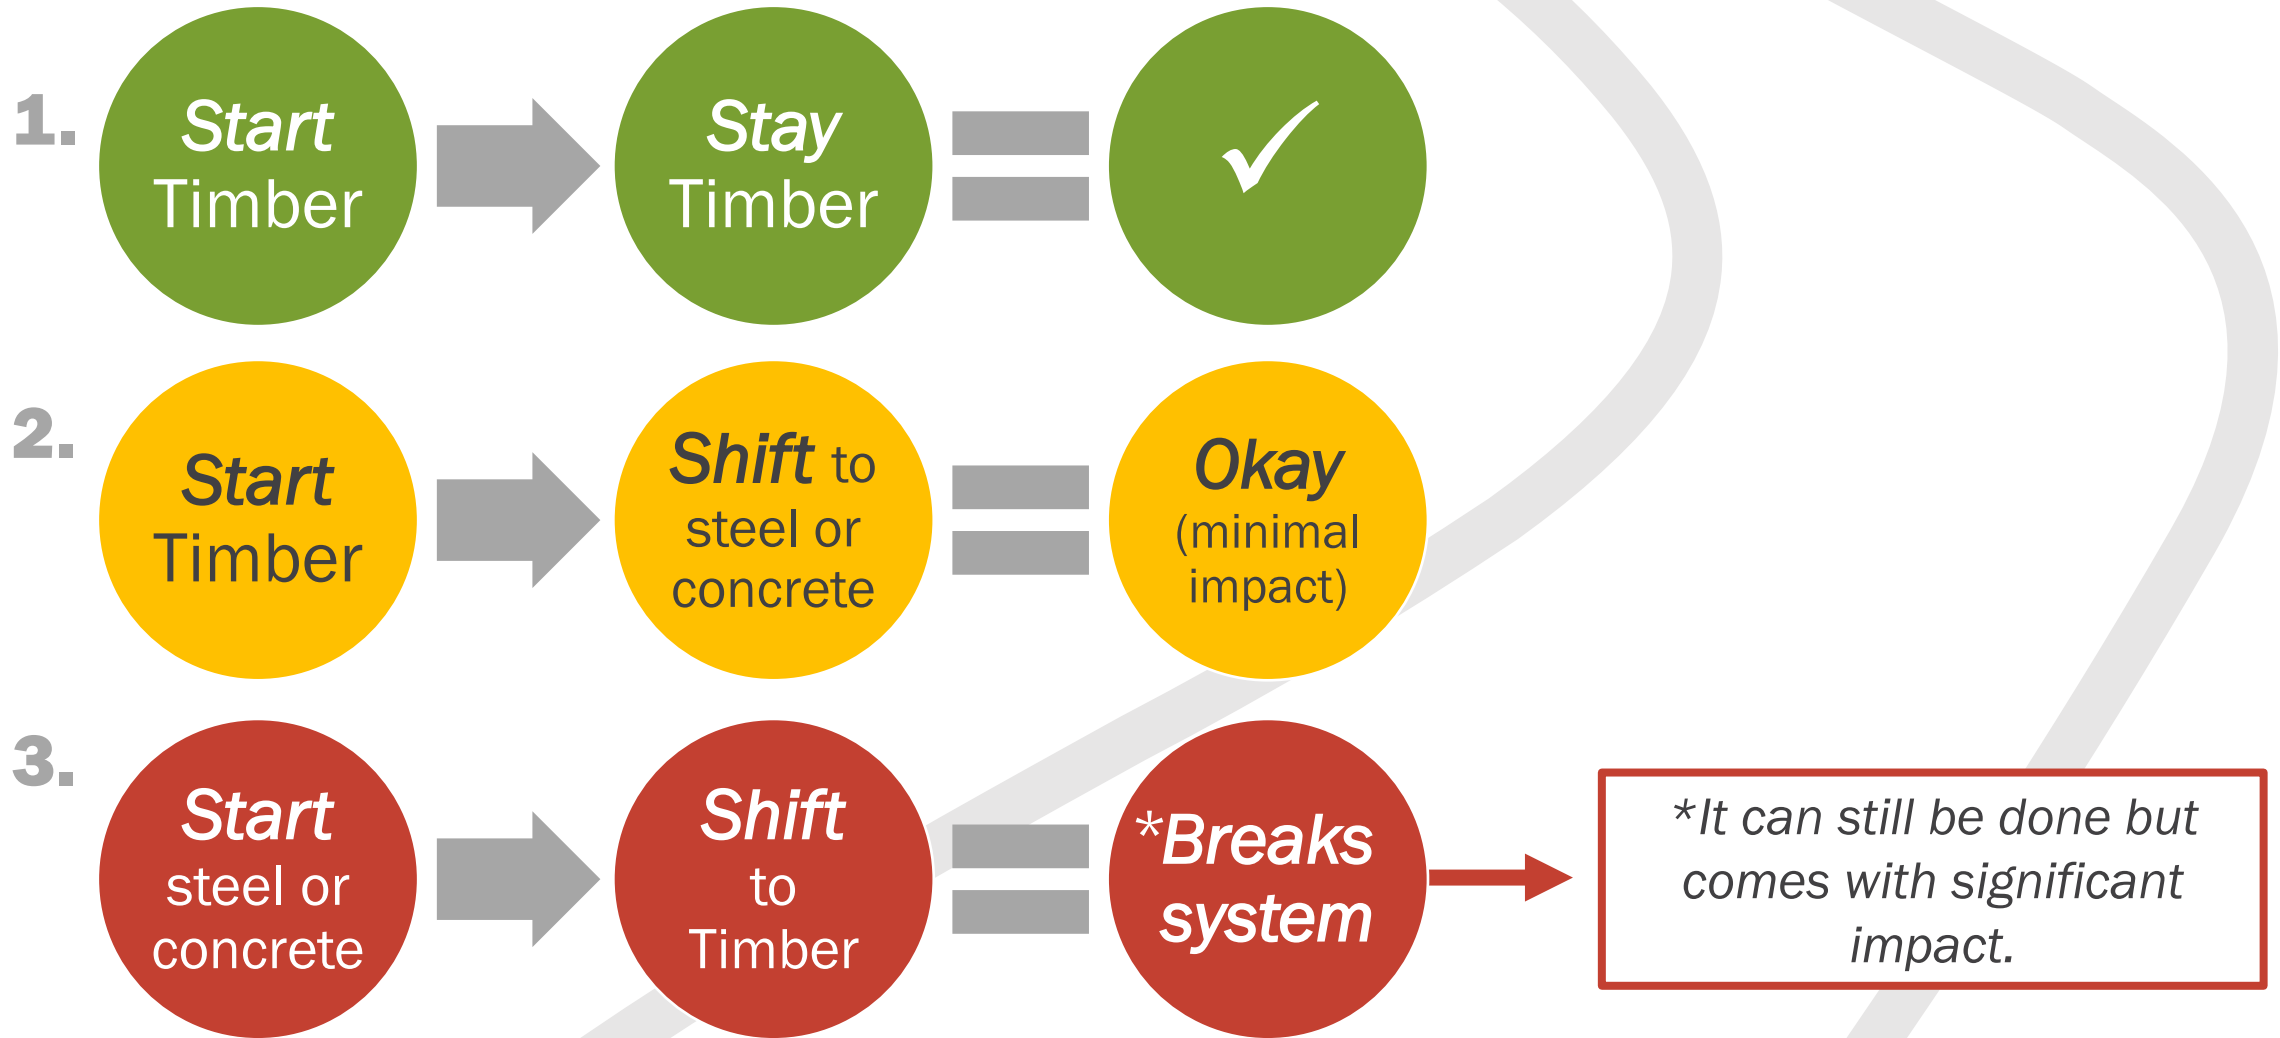 1.
Start
Timber
Stay
Timber
✓
2.
Start
Timber
Shift to
steel or
concrete
Okay
(minimal
impact)
3.
Start
steel or
concrete
Shift
to
Timber
*Breaks
system
*It can still be done but
comes with significant
impact.